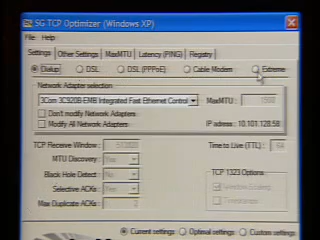 SG TCP Optimizer (Windows XP)
File Help
Settings Other Settings MaxMTU Latency (PING) Registry
Dialup DSL DSL (PPPoE) Cable Modem Extreme
Network Adapter selection
3Com 3C920B-EMB Integrated Fast Ethernet Control MaxMTU: 1500
Don't modify Network Adapters
Modify All Network Adapters IP adress: 10.101.128.58
TCP Receive Window: Time to Live (TTL): 64
MTU Discovery: Yes
Black Hole Detect: No TCP 1323 Options
Selective ACKs: Yes
Max Duplicate ACKs: 2 Timestamps
Current settings Optimal settings Custom settings